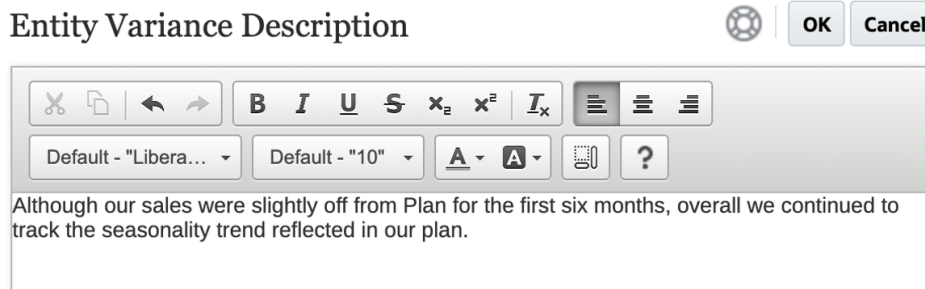 Entity Variance Description
OK
Cancel
B I U S x₂ x² Tx
Default - "Libera...
Default - "10"
A
A
?
Although our sales were slightly off from Plan for the first six months, overall we continued to
track the seasonality trend reflected in our plan.